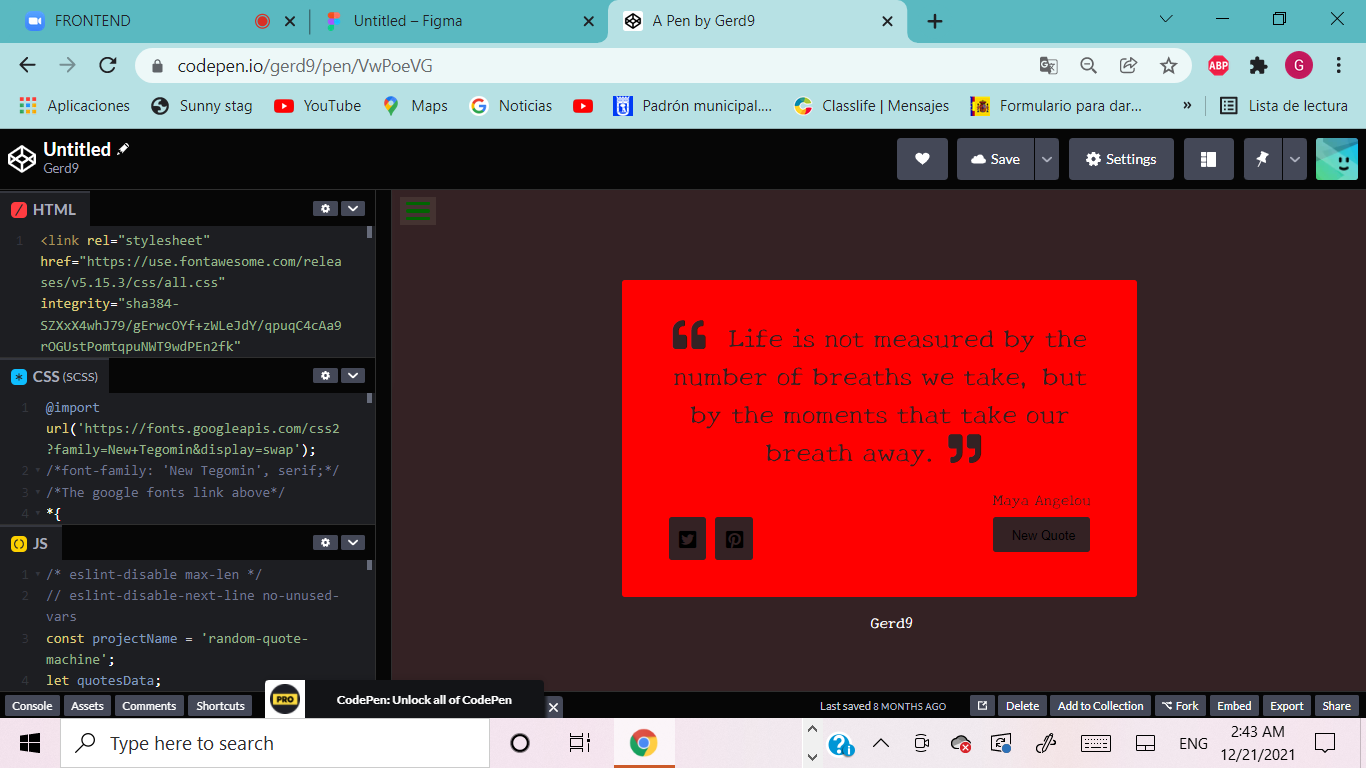 FRONTEND
Untitled – Figma
A Pen by Gerd9
codepen.io/gerd9/pen/VwPoeVG
ABP
G
Aplicaciones
Sunny stag
YouTube
Maps
Noticias
Padrón municipal....
Classlife | Mensajes
Formulario para dar...
»
Lista de lectura
Untitled
Gerd9
Save
Settings
HTML
1 <link rel="stylesheet"
href="https://use.fontawesome.com/relea
ses/v5.15.3/css/all.css"
integrity="sha384-
SZXxX4whJ79/gErwcOYf+zWLeJdY/qpuqC4cAa9
rOGUstPomtqpuNWT9wdPEn2fk"
CSS (SCSS)
1 @import
url('https://fonts.googleapis.com/css2
?family=New+Tegomin&display=swap');
2 /*font-family: 'New Tegomin', serif;*/
3 /*The google fonts link above*/
4 *{
JS
1 /* eslint-disable max-len */
2 // eslint-disable-next-line no-unused-
vars
3 const projectName = 'random-quote-
machine';
4 let quotesData;
❝ Life is not measured by the
number of breaths we take, but
by the moments that take our
breath away. ❞
Maya Angelou
New Quote
Gerd9
Console
Assets
Comments
Shortcuts
PRO
CodePen: Unlock all of CodePen
Last saved 8 MONTHS AGO
Delete
Add to Collection
Fork
Embed
Export
Share
Type here to search
ENG
2:43 AM
12/21/2021